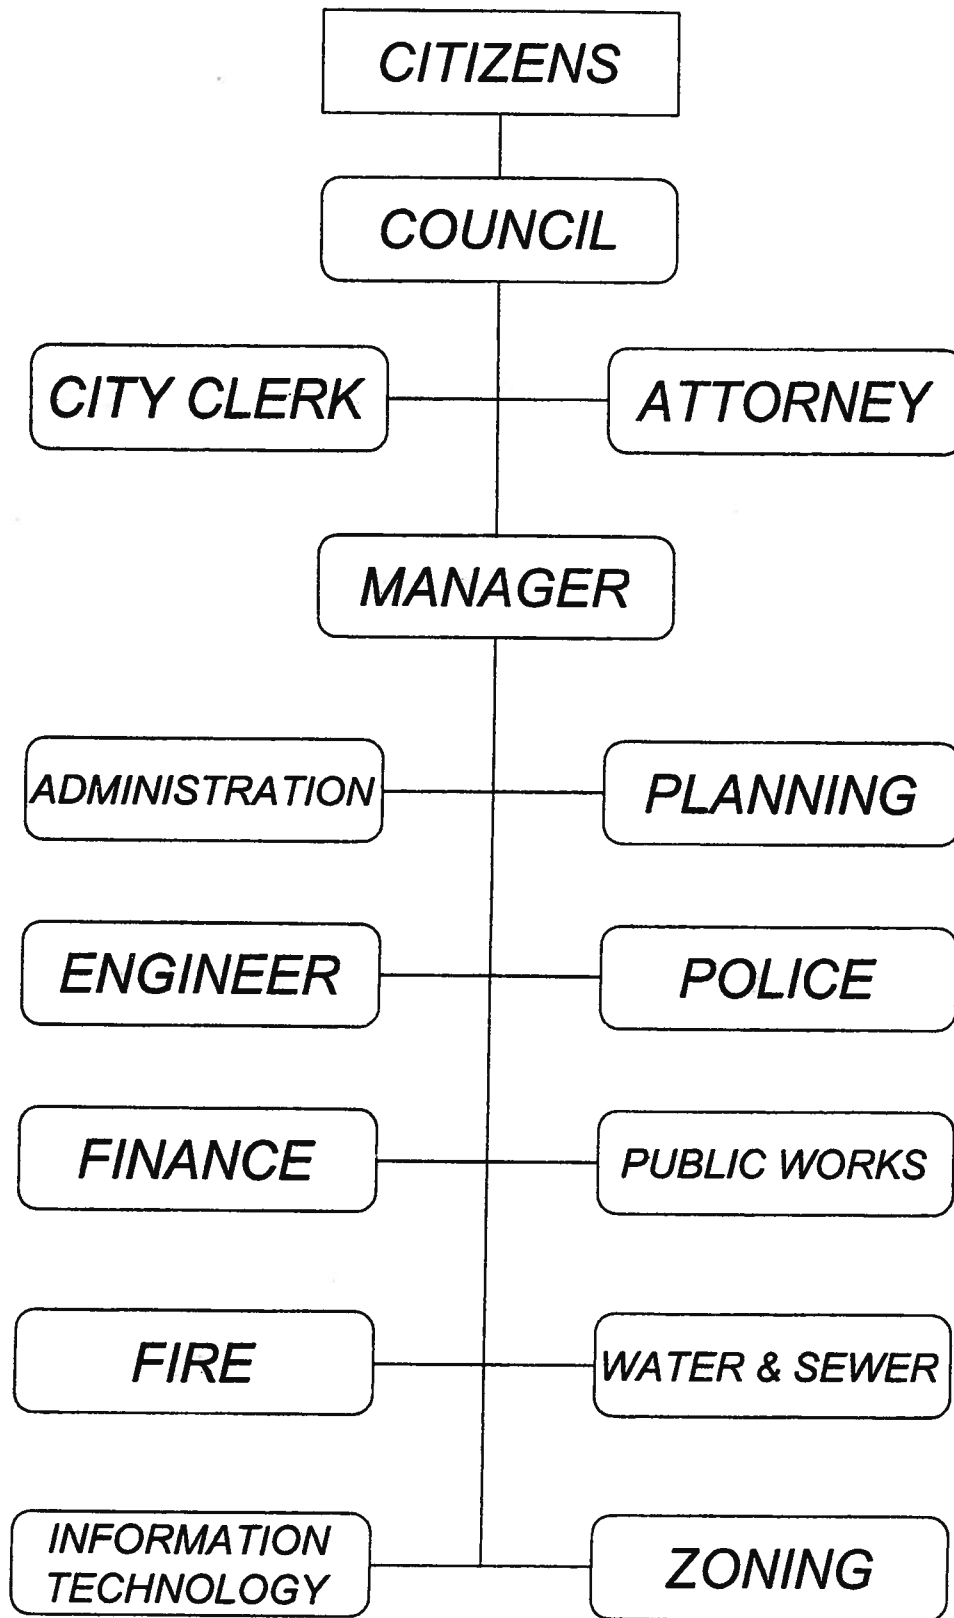 CITIZENS
COUNCIL
CITY CLERK
ATTORNEY
MANAGER
ADMINISTRATION
PLANNING
ENGINEER
POLICE
FINANCE
PUBLIC WORKS
FIRE
WATER & SEWER
INFORMATION
TECHNOLOGY
ZONING